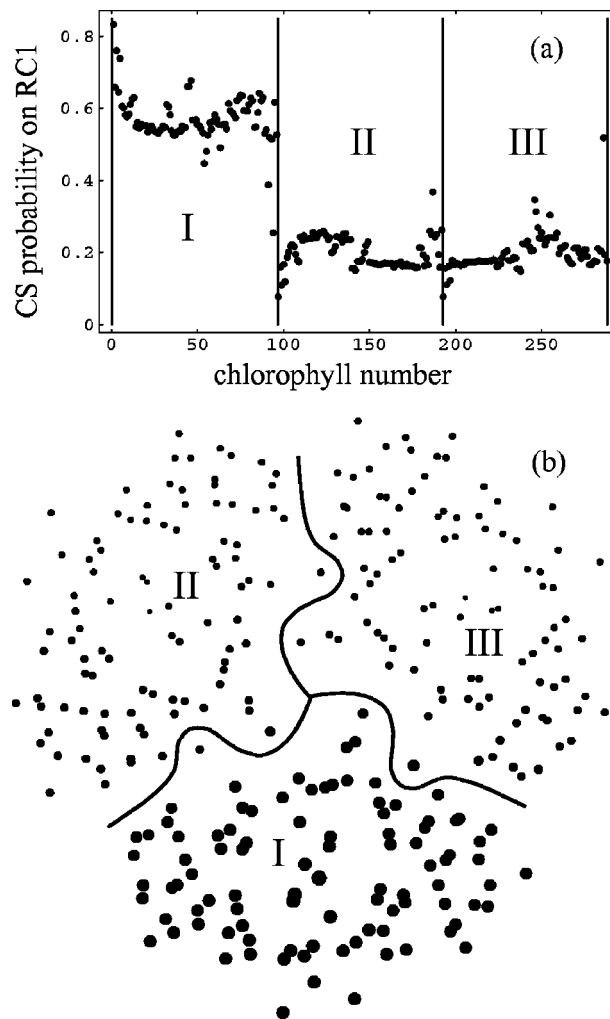 CS probability on RC1
0.8
0.6
0.4
0.2
0
(a)
I
II
III
0 50 100 150 200 250
chlorophyll number
(b)
II
III
I